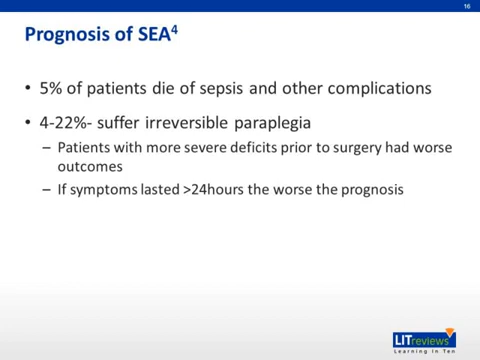 16
Prognosis of SEA4
• 5% of patients die of sepsis and other complications
• 4-22%- suffer irreversible paraplegia
– Patients with more severe deficits prior to surgery had worse
outcomes
– If symptoms lasted >24hours the worse the prognosis
LITreviews
Learning in Ten